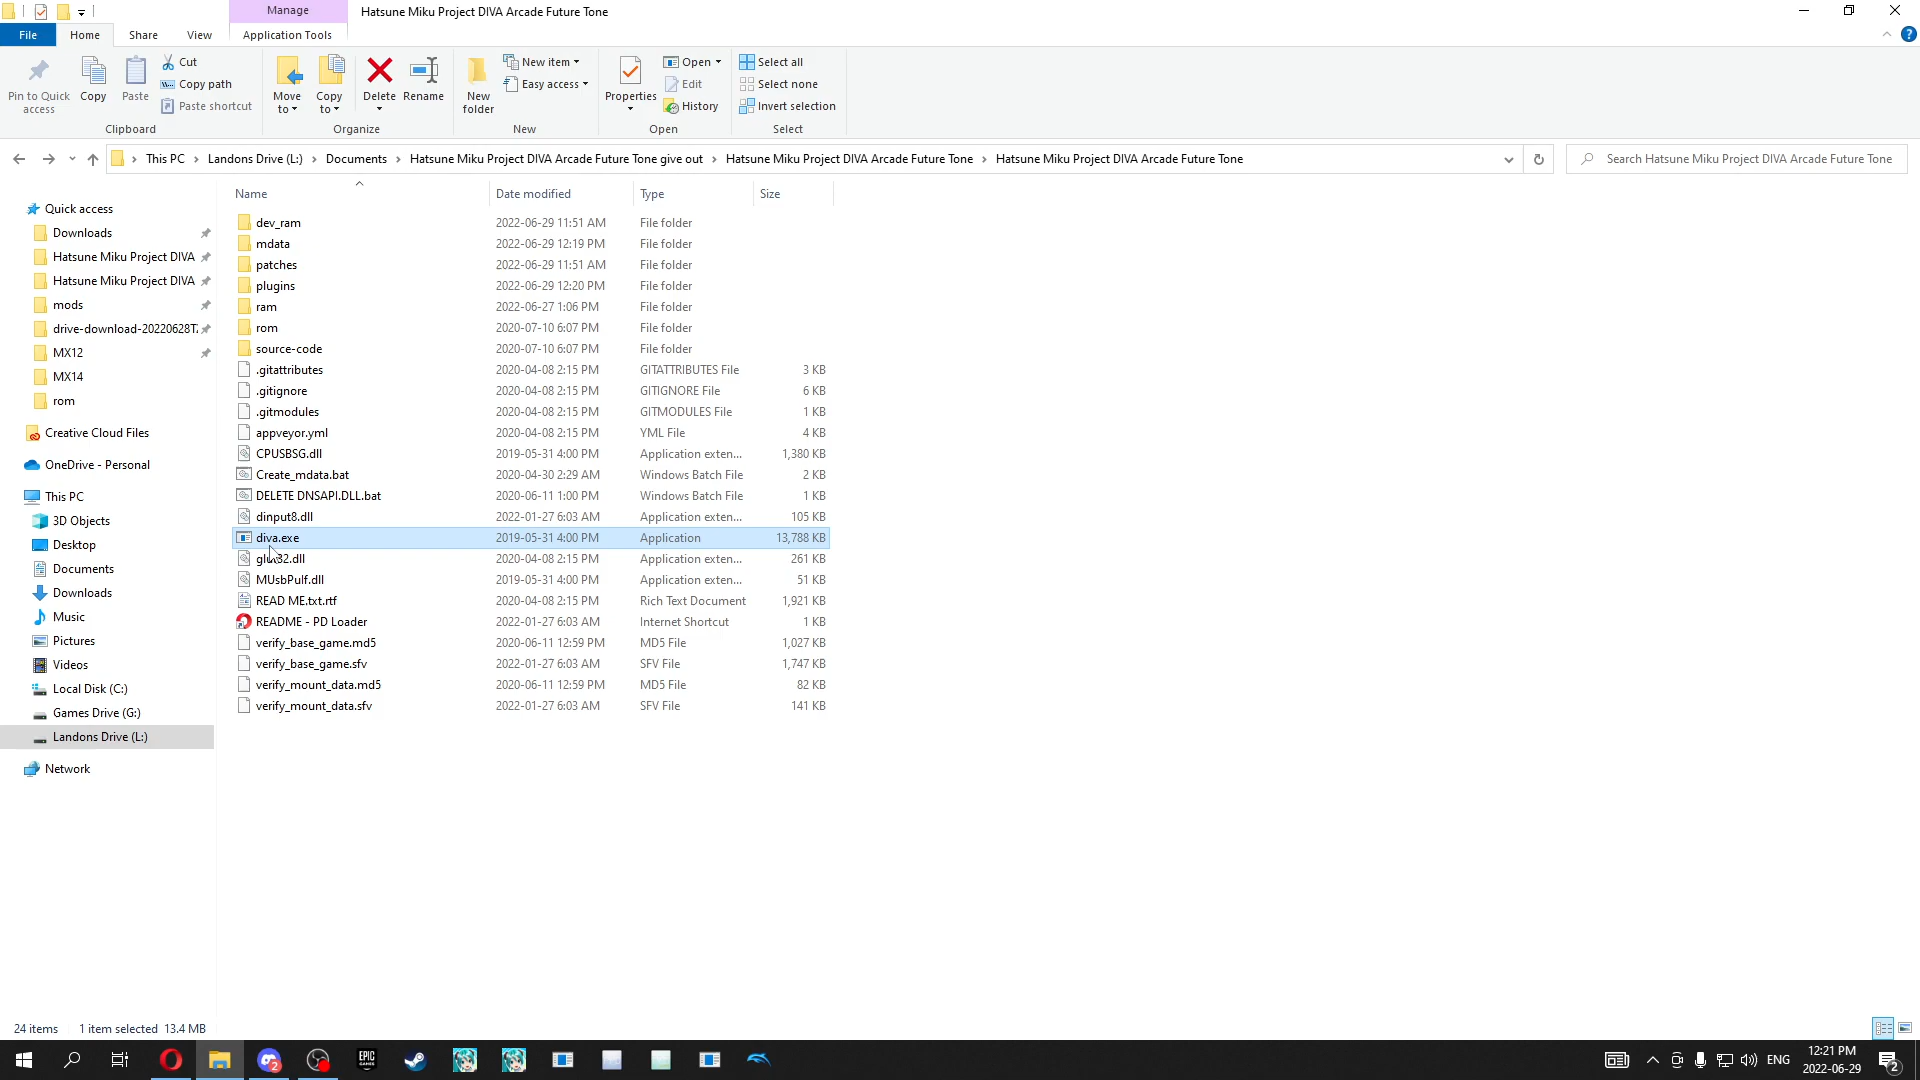 Manage
Hatsune Miku Project DIVA Arcade Future Tone
File
Home
Share
View
Application Tools
Pin to Quick access
Copy
Paste
Cut
Copy path
Paste shortcut
Clipboard
Move to
Copy to
Delete
Rename
Organize
New folder
New item
Easy access
New
Properties
Open
Edit
History
Open
Select all
Select none
Invert selection
Select
This PC > Landons Drive (L:) > Documents > Hatsune Miku Project DIVA Arcade Future Tone give out > Hatsune Miku Project DIVA Arcade Future Tone > Hatsune Miku Project DIVA Arcade Future Tone
Search Hatsune Miku Project DIVA Arcade Future Tone
Quick access
Downloads
Hatsune Miku Project DIVA
Hatsune Miku Project DIVA
mods
drive-download-20220628T.
MX12
MX14
rom
Creative Cloud Files
OneDrive - Personal
This PC
3D Objects
Desktop
Documents
Downloads
Music
Pictures
Videos
Local Disk (C:)
Games Drive (G:)
Landons Drive (L:)
Network
Name Date modified Type Size
dev_ram 2022-06-29 11:51 AM File folder
mdata 2022-06-29 12:19 PM File folder
patches 2022-06-29 11:51 AM File folder
plugins 2022-06-29 12:20 PM File folder
ram 2022-06-27 1:06 PM File folder
rom 2020-07-10 6:07 PM File folder
source-code 2020-07-10 6:07 PM File folder
.gitattributes 2020-04-08 2:15 PM GITATTRIBUTES File 3 KB
.gitignore 2020-04-08 2:15 PM GITIGNORE File 6 KB
.gitmodules 2020-04-08 2:15 PM GITMODULES File 1 KB
appveyor.yml 2020-04-08 2:15 PM YML File 4 KB
CPUSBSG.dll 2019-05-31 4:00 PM Application exten... 1,380 KB
Create_mdata.bat 2020-04-30 2:29 AM Windows Batch File 2 KB
DELETE DNSAPI.DLL.bat 2020-06-11 1:00 PM Windows Batch File 1 KB
dinput8.dll 2022-01-27 6:03 AM Application exten... 105 KB
diva.exe 2019-05-31 4:00 PM Application 13,788 KB
glut32.dll 2020-04-08 2:15 PM Application exten... 261 KB
MUsbPulf.dll 2019-05-31 4:00 PM Application exten... 51 KB
READ ME.txt.rtf 2020-04-08 2:15 PM Rich Text Document 1,921 KB
README - PD Loader 2022-01-27 6:03 AM Internet Shortcut 1 KB
verify_base_game.md5 2020-06-11 12:59 PM MD5 File 1,027 KB
verify_base_game.sfv 2022-01-27 6:03 AM SFV File 1,747 KB
verify_mount_data.md5 2020-06-11 12:59 PM MD5 File 82 KB
verify_mount_data.sfv 2022-01-27 6:03 AM SFV File 141 KB
24 items 1 item selected 13.4 MB
2
EPIC GAMES
ENG
12:21 PM
2022-06-29
2